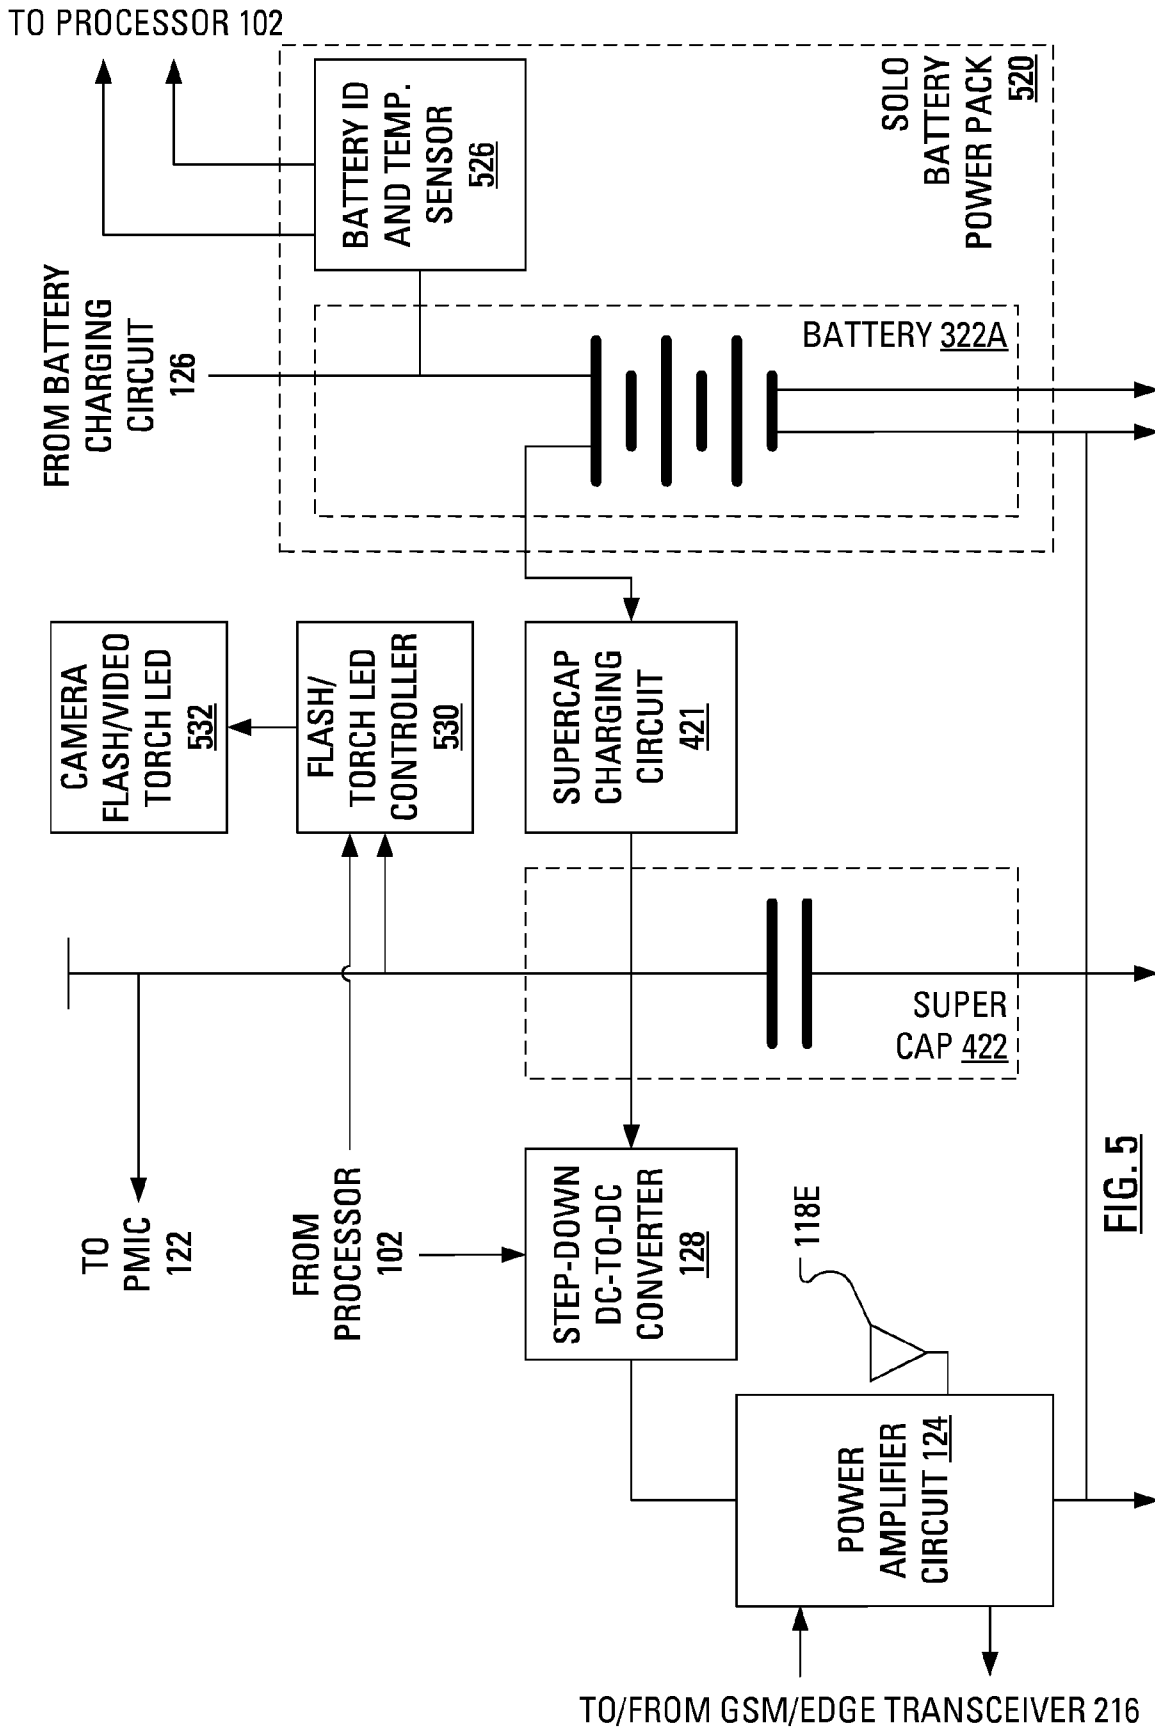 TO PROCESSOR 102
BATTERY ID
AND TEMP.
SENSOR
526
SOLO
BATTERY
POWER PACK
520
FROM BATTERY
CHARGING
CIRCUIT
126
BATTERY 322A
CAMERA
FLASH/VIDEO
TORCH LED
532
FLASH/
TORCH LED
CONTROLLER
530
SUPERCAP
CHARGING
CIRCUIT
421
SUPER
CAP 422
TO
PMIC
122
FROM
PROCESSOR
102
STEP-DOWN
DC-TO-DC
CONVERTER
128
118E
POWER
AMPLIFIER
CIRCUIT 124
TO/FROM GSM/EDGE TRANSCEIVER 216
FIG. 5